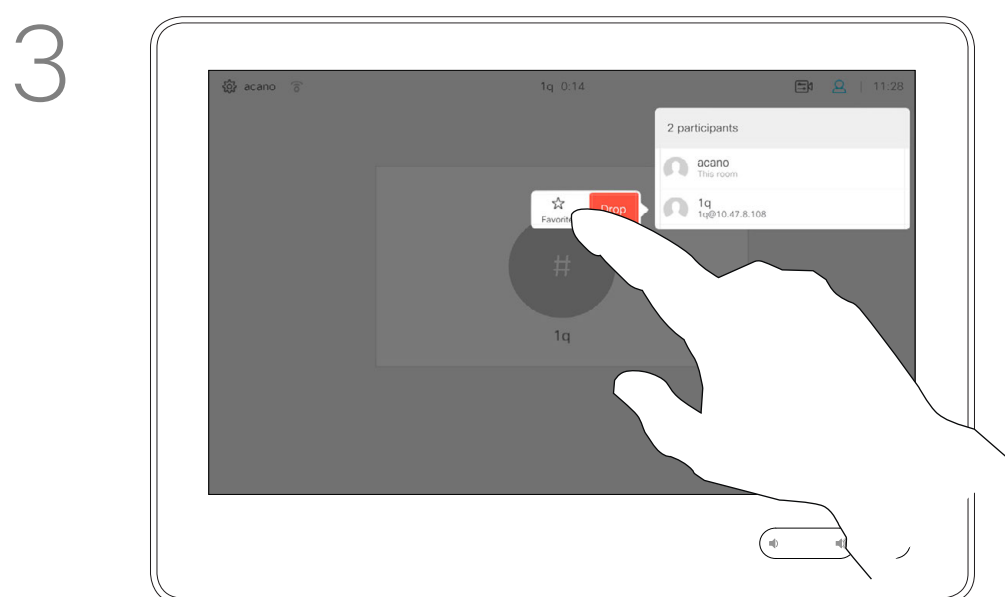 3
acano
1q 0:14
11:28
2 participants
acano
This room
1q
1q@10.47.8.108
Favorite
Drop
#
1q